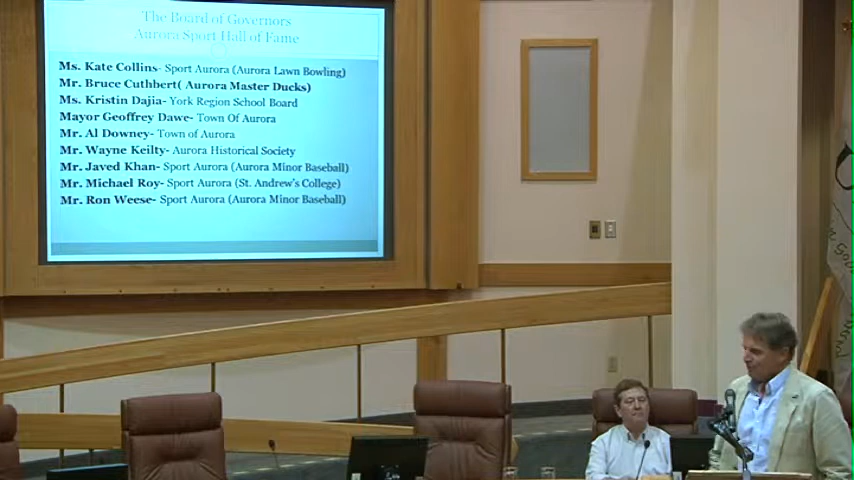 The Board of Governors
Aurora Sport Hall of Fame
Ms. Kate Collins- Sport Aurora (Aurora Lawn Bowling)
Mr. Bruce Cuthbert( Aurora Master Ducks)
Ms. Kristin Dajia- York Region School Board
Mayor Geoffrey Dawe- Town Of Aurora
Mr. Al Downey- Town of Aurora
Mr. Wayne Keilty- Aurora Historical Society
Mr. Javed Khan- Sport Aurora (Aurora Minor Baseball)
Mr. Michael Roy- Sport Aurora (St. Andrew's College)
Mr. Ron Weese- Sport Aurora (Aurora Minor Baseball)